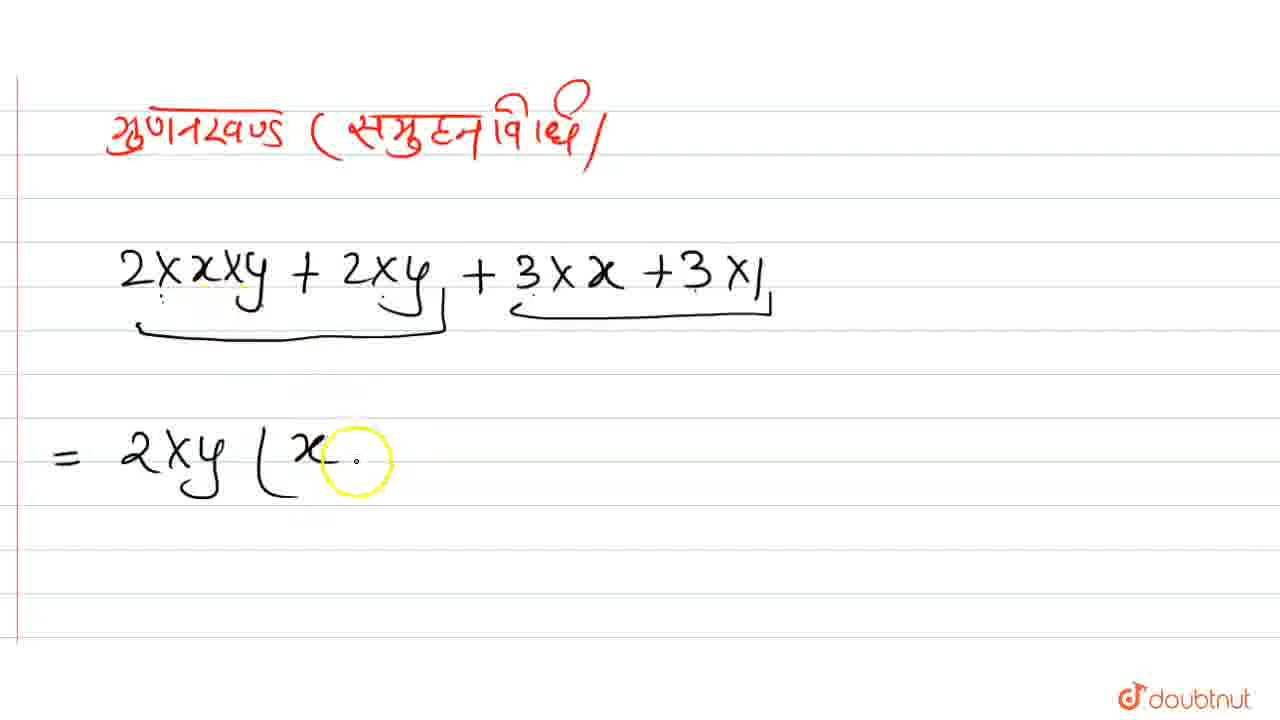 गुणनखण्ड (समुहन विधि)
2×x×y + 2×y + 3×x + 3×1
= 2×y (x
doubtnut